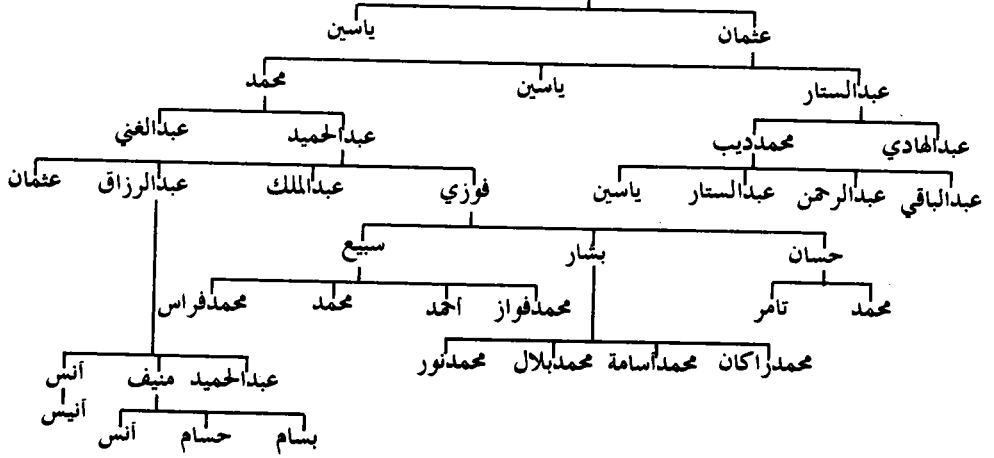 عثمان ياسين
عبدالستار ياسين محمد
عبدالهادي محمدديب عبدالحميد عبدالغني
عبدالباقي عبدالرحمن عبدالستار ياسين فوزي عبدالملك عبدالرزاق عثمان
حسان بشار سبيع
محمد تامر محمدفواز أحمد محمد محمدفراس
محمدراكان محمدأسامة محمدبلال محمدنور
عبدالحميد منيف أنس
أنيس
بسام حسام أنس